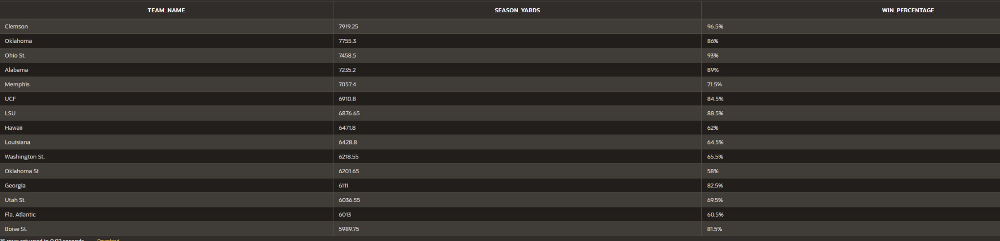 TEAM_NAME SEASON_YARDS WIN_PERCENTAGE
Clemson 7919.25 96.5%
Oklahoma 7755.3 86%
Ohio St. 7458.5 93%
Alabama 7235.2 89%
Memphis 7057.4 71.5%
UCF 6910.8 84.5%
LSU 6876.65 88.5%
Hawaii 6471.8 62%
Louisiana 6428.8 64.5%
Washington St. 6218.55 65.5%
Oklahoma St. 6201.65 58%
Georgia 6111 82.5%
Utah St. 6036.55 69.5%
Fla. Atlantic 6013 60.5%
Boise St. 5989.75 81.5%
15 rows returned in 0.02 seconds Download